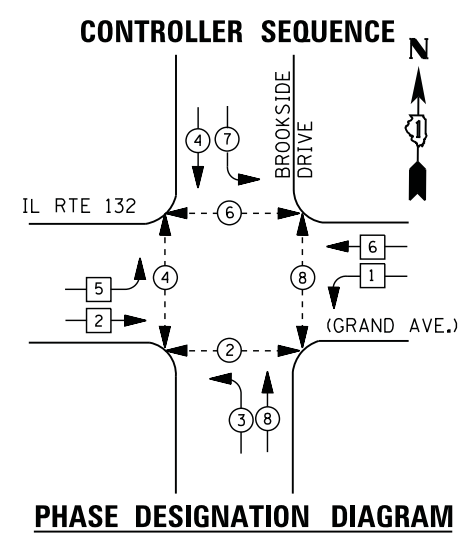 CONTROLLER SEQUENCE
N
1
4
7
BROOKSIDE
DRIVE
IL RTE 132
6
6
5
4
8
1
2
(GRAND AVE.)
2
3
8
PHASE DESIGNATION DIAGRAM